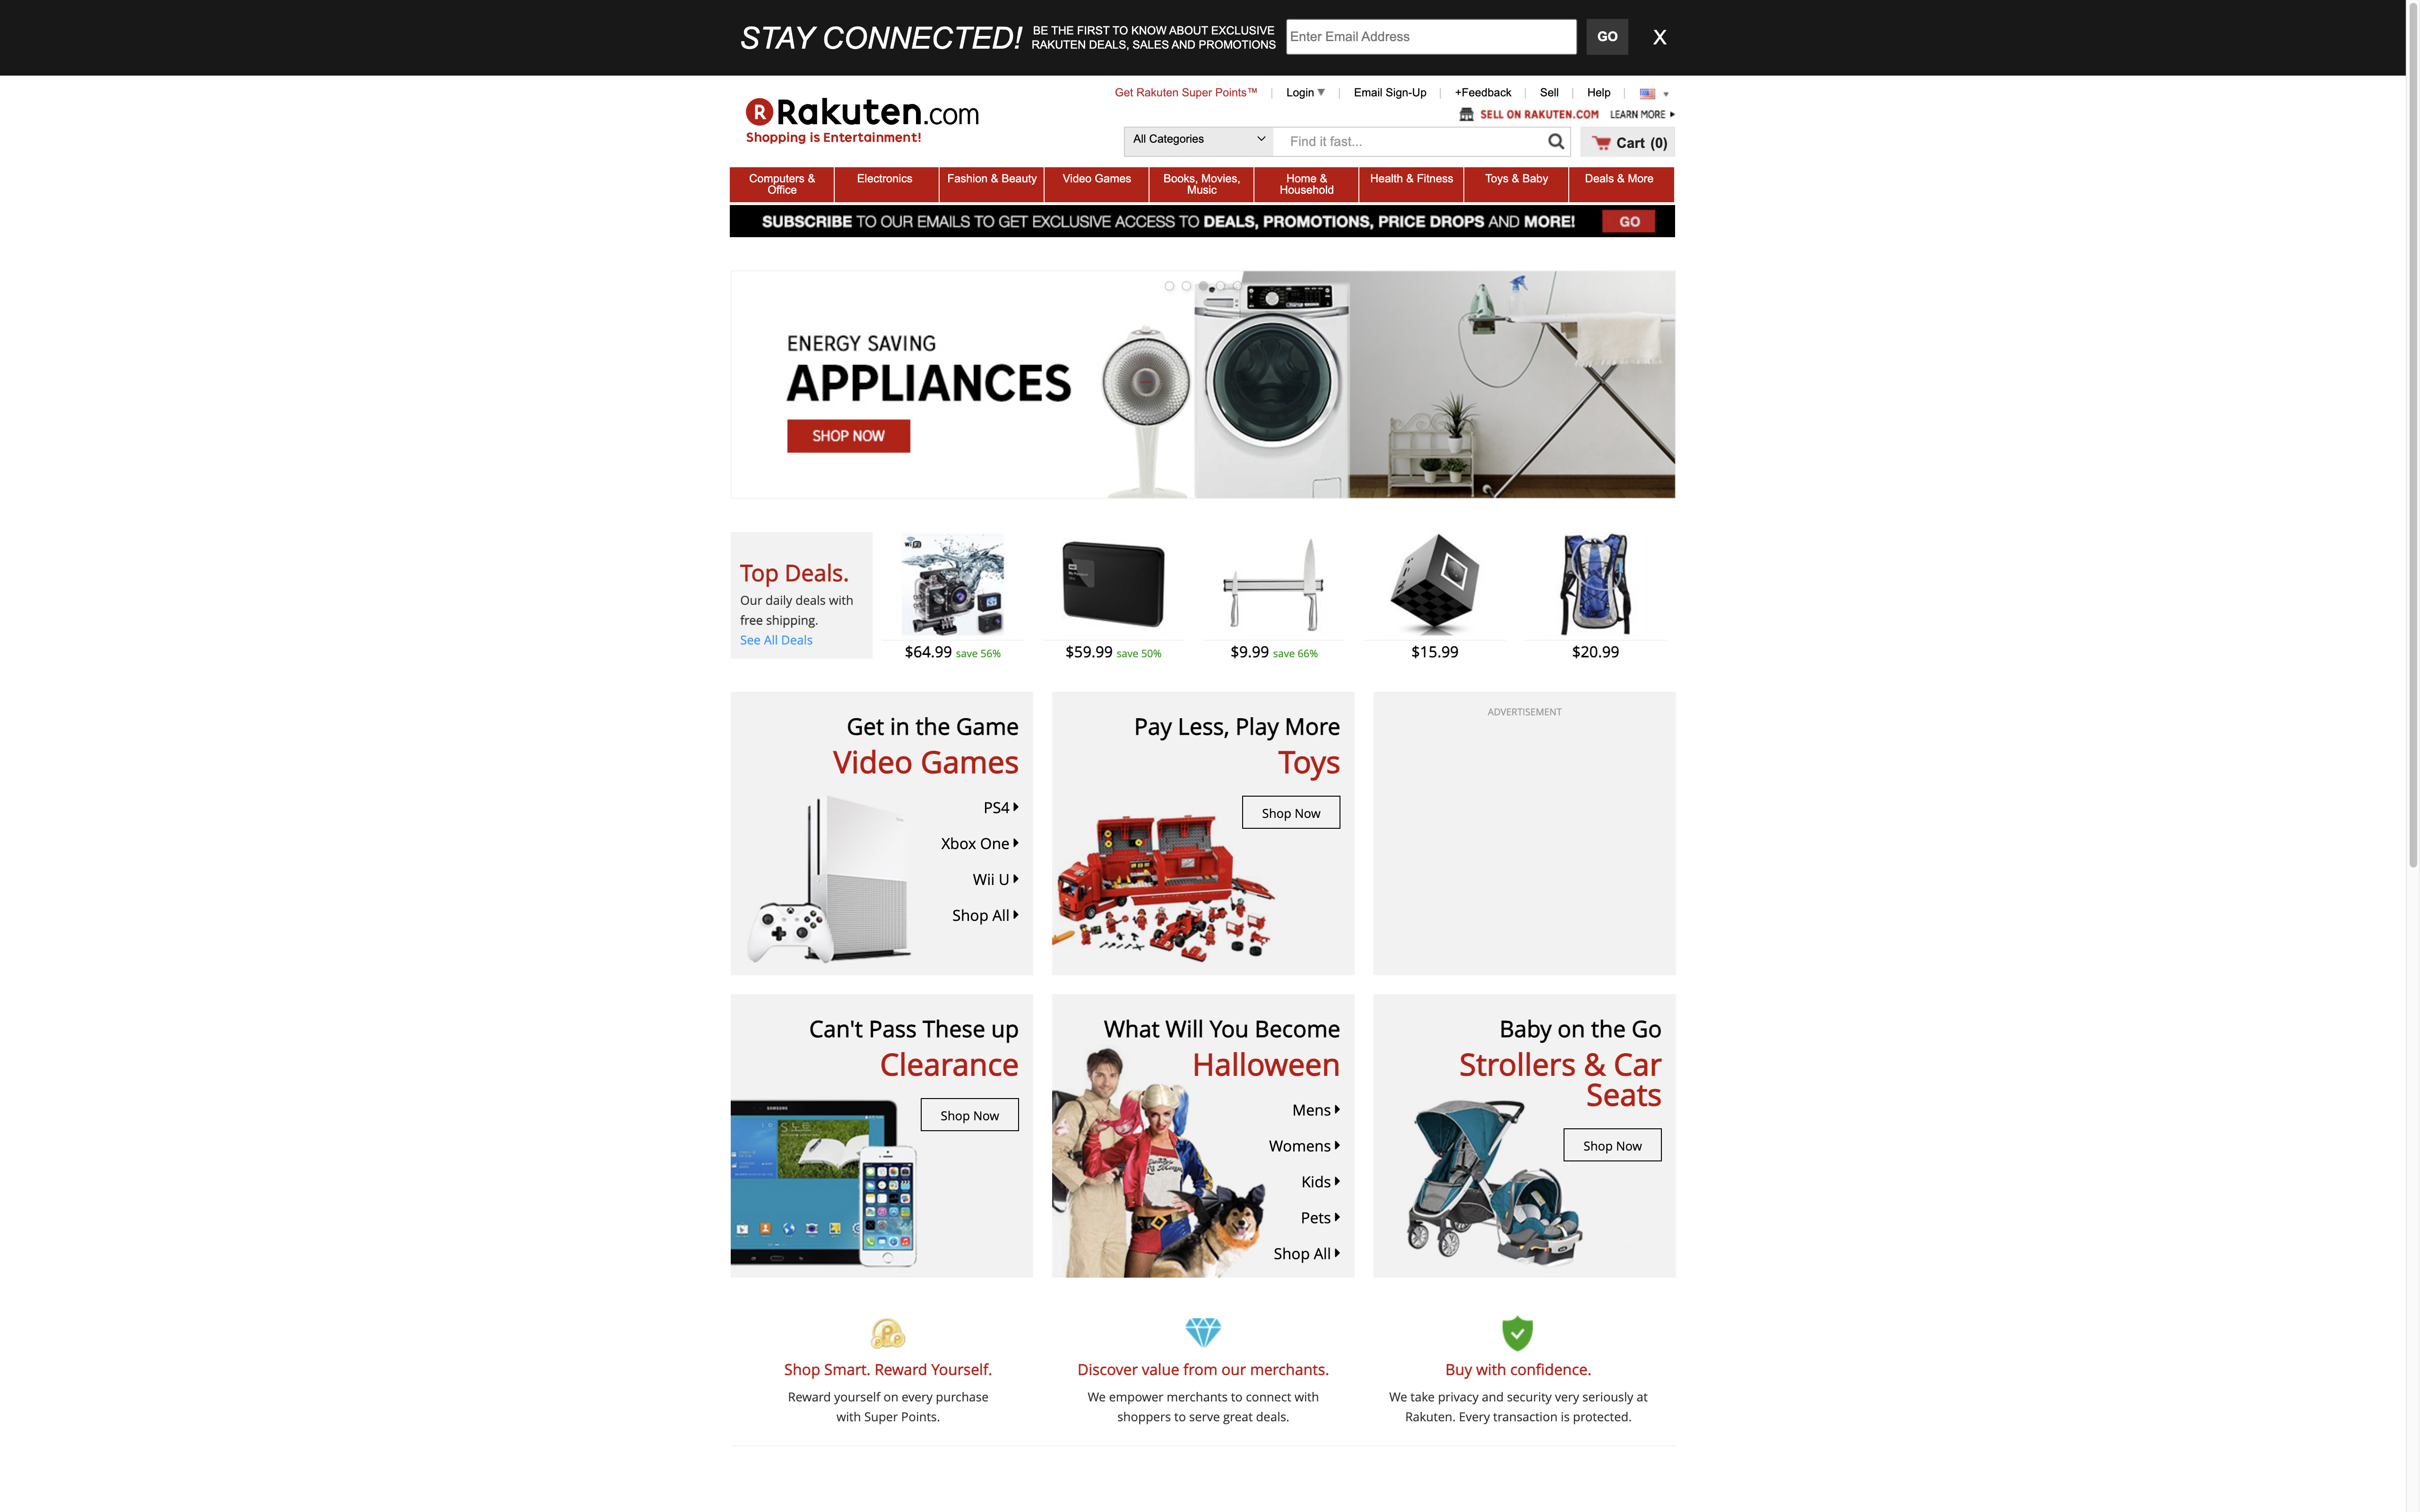 STAY CONNECTED!
BE THE FIRST TO KNOW ABOUT EXCLUSIVE
RAKUTEN DEALS, SALES AND PROMOTIONS
Enter Email Address
GO
X
R Rakuten.com
Shopping is Entertainment!
Get Rakuten Super Points™
Login
Email Sign-Up
+Feedback
Sell
Help
SELL ON RAKUTEN.COM LEARN MORE
All Categories
Find it fast...
Cart (0)
Computers &
Office
Electronics
Fashion & Beauty
Video Games
Books, Movies,
Music
Home &
Household
Health & Fitness
Toys & Baby
Deals & More
SUBSCRIBE TO OUR EMAILS TO GET EXCLUSIVE ACCESS TO DEALS, PROMOTIONS, PRICE DROPS AND MORE!
GO
ENERGY SAVING
APPLIANCES
SHOP NOW
Top Deals.
Our daily deals with
free shipping.
See All Deals
WiFi
$64.99 save 56%
WD
$59.99 save 50%
$9.99 save 66%
$15.99
$20.99
Get in the Game
Video Games
PS4
Xbox One
Wii U
Shop All
Pay Less, Play More
Toys
Shop Now
ADVERTISEMENT
Can't Pass These up
Clearance
Shop Now
SAMSUNG
What Will You Become
Halloween
Mens
Womens
Kids
Pets
Shop All
Baby on the Go
Strollers & Car
Seats
Shop Now
Shop Smart. Reward Yourself.
Reward yourself on every purchase
with Super Points.
Discover value from our merchants.
We empower merchants to connect with
shoppers to serve great deals.
Buy with confidence.
We take privacy and security very seriously at
Rakuten. Every transaction is protected.